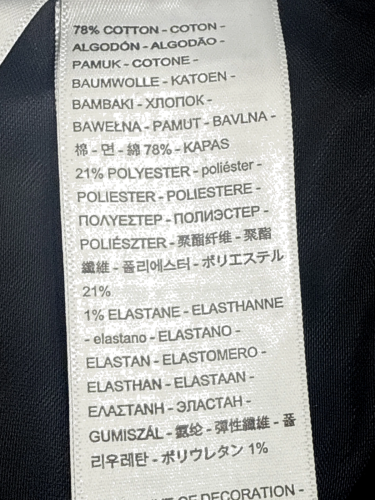 78% COTTON - COTON -
ALGODÓN - ALGODÃO -
PAMUK - COTONE -
BAUMWOLLE - KATOEN -
BAMBAKI - ХЛОПОК -
BAWEŁNA - PAMUT - BAVLNA -
棉 - 면 - 綿 78% - KAPAS
21% POLYESTER - poliéster -
POLIESTER - POLIESTERE -
ΠΟΛΥΕΣΤΕΡ - ПОЛИЭСТЕР -
POLIÉSZTER - 聚酯纤维 - 聚酯
纖維 - 폴리에스터 - ポリエステル
21%
1% ELASTANE - ELASTHANNE
- elastano - ELASTANO -
ELASTAN - ELASTOMERO -
ELASTHAN - ELASTAAN -
ΕΛΑΣΤΑΝΗ - ЭЛАСТАН -
GUMISZÁL - 氨纶 - 彈性纖維 - 폴
리우레탄 - ポリウレタン 1%
OF DECORATION -